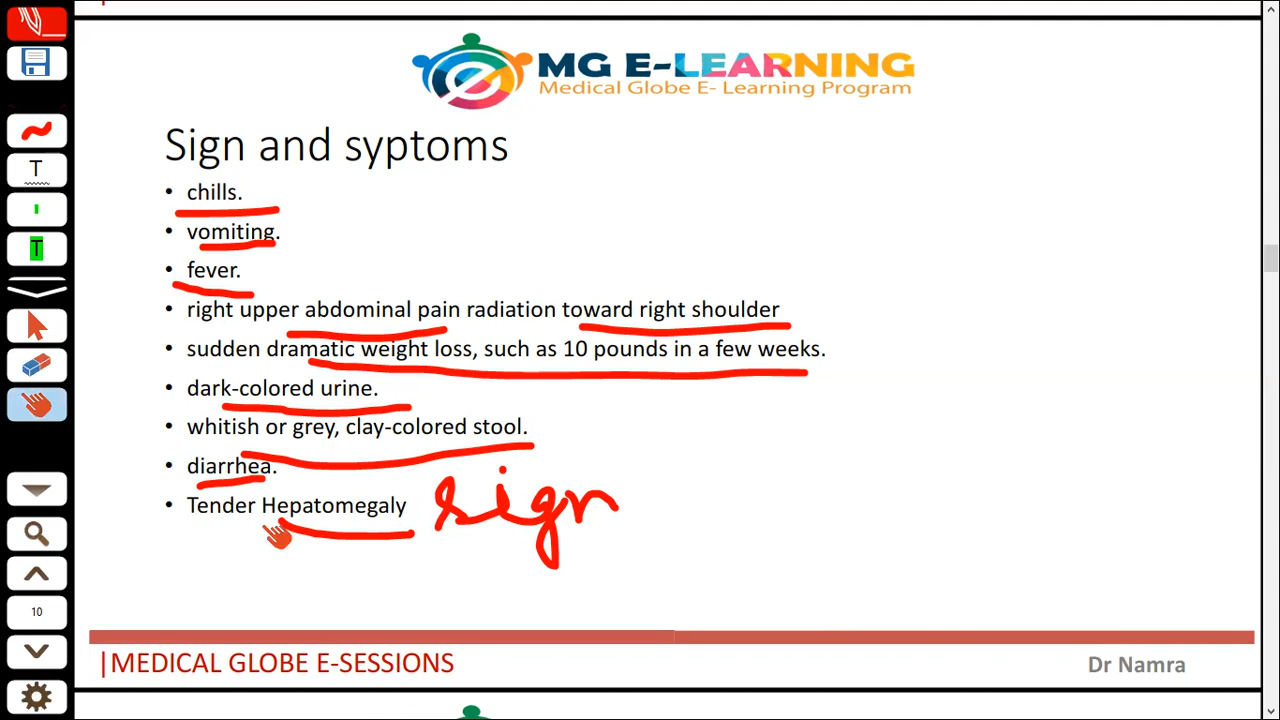 MG E-LEARNING
Medical Globe E- Learning Program
Sign and syptoms
• chills.
• vomiting.
• fever.
• right upper abdominal pain radiation toward right shoulder
• sudden dramatic weight loss, such as 10 pounds in a few weeks.
• dark-colored urine.
• whitish or grey, clay-colored stool.
• diarrhea.
• Tender Hepatomegaly sign
|MEDICAL GLOBE E-SESSIONS
Dr Namra
T
T
10